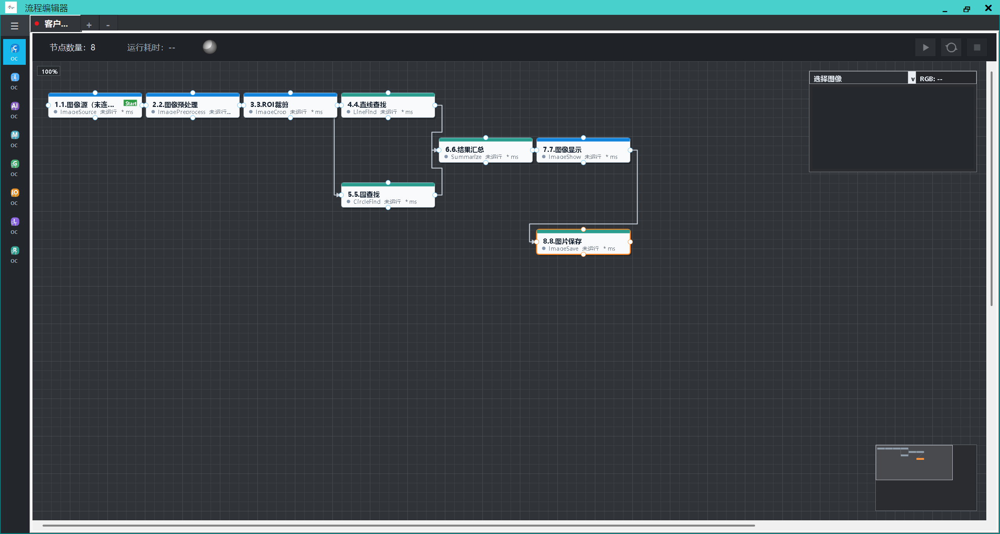 流程编辑器
客户...
+
-
节点数量: 8
运行耗时: --
100%
选择图像
v
RGB: --
1.1.图像源（未连...
Start
ImageSource 未运行 * ms
2.2.图像预处理
ImagePreprocess 未运行...
3.3.ROI裁剪
ImageCrop 未运行 * ms
4.4.直线查找
LineFind 未运行 * ms
6.6.结果汇总
Summarize 未运行 * ms
7.7.图像显示
ImageShow 未运行 * ms
5.5.圆查找
CircleFind 未运行 * ms
8.8.图片保存
ImageSave 未运行 * ms
C
OC
I
OC
AI
OC
M
OC
G
OC
IO
OC
L
OC
R
OC